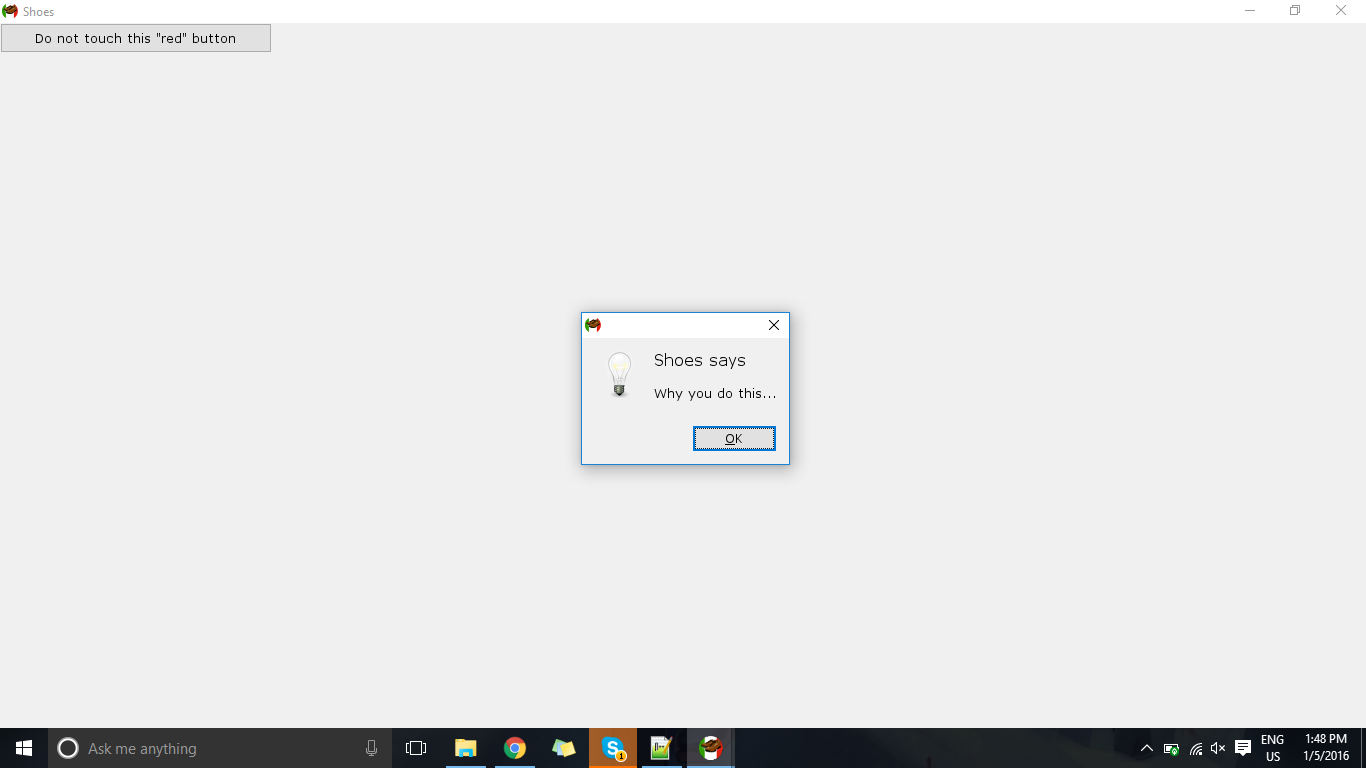 Shoes
Do not touch this "red" button
Shoes says
Why you do this...
OK
Ask me anything
S
1
ENG
US
1:48 PM
1/5/2016